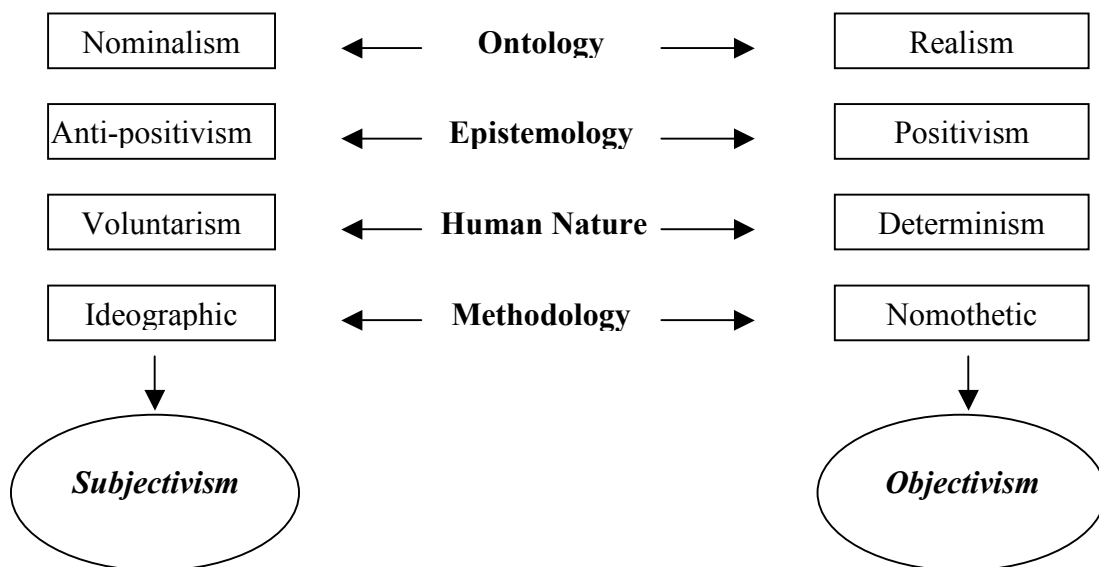 Nominalism Ontology Realism
Anti-positivism Epistemology Positivism
Voluntarism Human Nature Determinism
Ideographic Methodology Nomothetic
Subjectivism Objectivism